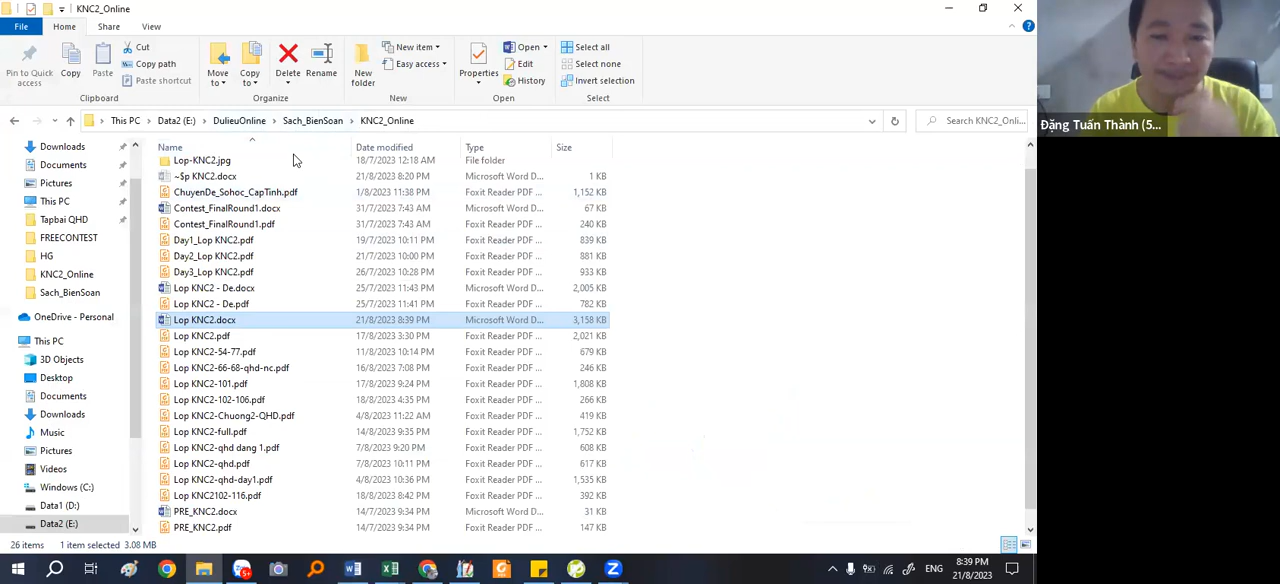 KNC2_Online
File Home Share View
Pin to Quick access
Copy
Paste
Cut
Copy path
Paste shortcut
Clipboard
Move to
Copy to
Delete
Rename
Organize
New folder
New item
Easy access
New
Properties
Open
Edit
History
Open
Select all
Select none
Invert selection
Select
Đặng Tuấn Thành (5...
This PC Data2 (E:) DulieuOnline Sach_BienSoan KNC2_Online
Search KNC2_Onli...
Downloads
Documents
Pictures
This PC
Tapbai QHD
FREECONTEST
HG
KNC2_Online
Sach_BienSoan
OneDrive - Personal
This PC
3D Objects
Desktop
Documents
Downloads
Music
Pictures
Videos
Windows (C:)
Data1 (D:)
Data2 (E:)
Name Date modified Type Size
Lop-KNC2.jpg 18/7/2023 12:18 AM File folder
~$p KNC2.docx 21/8/2023 8:20 PM Microsoft Word D... 1 KB
ChuyenDe_Sohoc_CapTinh.pdf 1/8/2023 11:38 PM Foxit Reader PDF ... 1,152 KB
Contest_FinalRound1.docx 31/7/2023 7:43 AM Microsoft Word D... 67 KB
Contest_FinalRound1.pdf 31/7/2023 7:43 AM Foxit Reader PDF ... 240 KB
Day1_Lop KNC2.pdf 19/7/2023 10:11 PM Foxit Reader PDF ... 839 KB
Day2_Lop KNC2.pdf 21/7/2023 10:00 PM Foxit Reader PDF ... 881 KB
Day3_Lop KNC2.pdf 26/7/2023 10:28 PM Foxit Reader PDF ... 933 KB
Lop KNC2 - De.docx 25/7/2023 11:43 PM Microsoft Word D... 2,005 KB
Lop KNC2 - De.pdf 25/7/2023 11:41 PM Foxit Reader PDF ... 782 KB
Lop KNC2.docx 21/8/2023 8:39 PM Microsoft Word D... 3,158 KB
Lop KNC2.pdf 17/8/2023 3:30 PM Foxit Reader PDF ... 2,021 KB
Lop KNC2-54-77.pdf 11/8/2023 10:14 PM Foxit Reader PDF ... 679 KB
Lop KNC2-66-68-qhd-nc.pdf 16/8/2023 7:08 PM Foxit Reader PDF ... 246 KB
Lop KNC2-101.pdf 17/8/2023 9:24 PM Foxit Reader PDF ... 1,808 KB
Lop KNC2-102-106.pdf 18/8/2023 4:35 PM Foxit Reader PDF ... 266 KB
Lop KNC2-Chuong2-QHD.pdf 4/8/2023 11:22 AM Foxit Reader PDF ... 419 KB
Lop KNC2-full.pdf 14/8/2023 9:35 PM Foxit Reader PDF ... 1,752 KB
Lop KNC2-qhd dang 1.pdf 7/8/2023 9:20 PM Foxit Reader PDF ... 608 KB
Lop KNC2-qhd.pdf 7/8/2023 10:11 PM Foxit Reader PDF ... 617 KB
Lop KNC2-qhd-day1.pdf 4/8/2023 10:36 PM Foxit Reader PDF ... 1,535 KB
Lop KNC2102-116.pdf 18/8/2023 8:42 PM Foxit Reader PDF ... 392 KB
PRE_KNC2.docx 14/7/2023 9:34 PM Microsoft Word D... 31 KB
PRE_KNC2.pdf 14/7/2023 9:34 PM Foxit Reader PDF ... 147 KB
26 items 1 item selected 3.08 MB
ENG
8:39 PM
21/8/2023